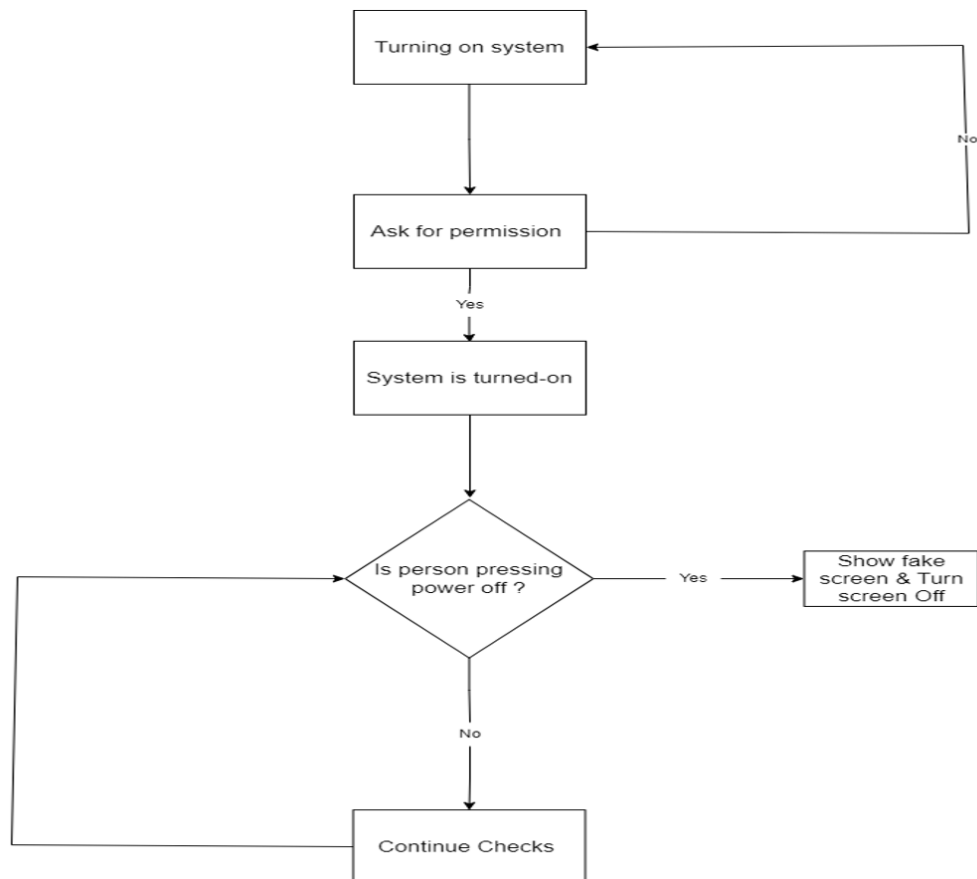 Turning on system
No
Ask for permission
Yes
System is turned-on
Is person pressing
power off ?
Yes
Show fake
screen & Turn
screen Off
No
Continue Checks